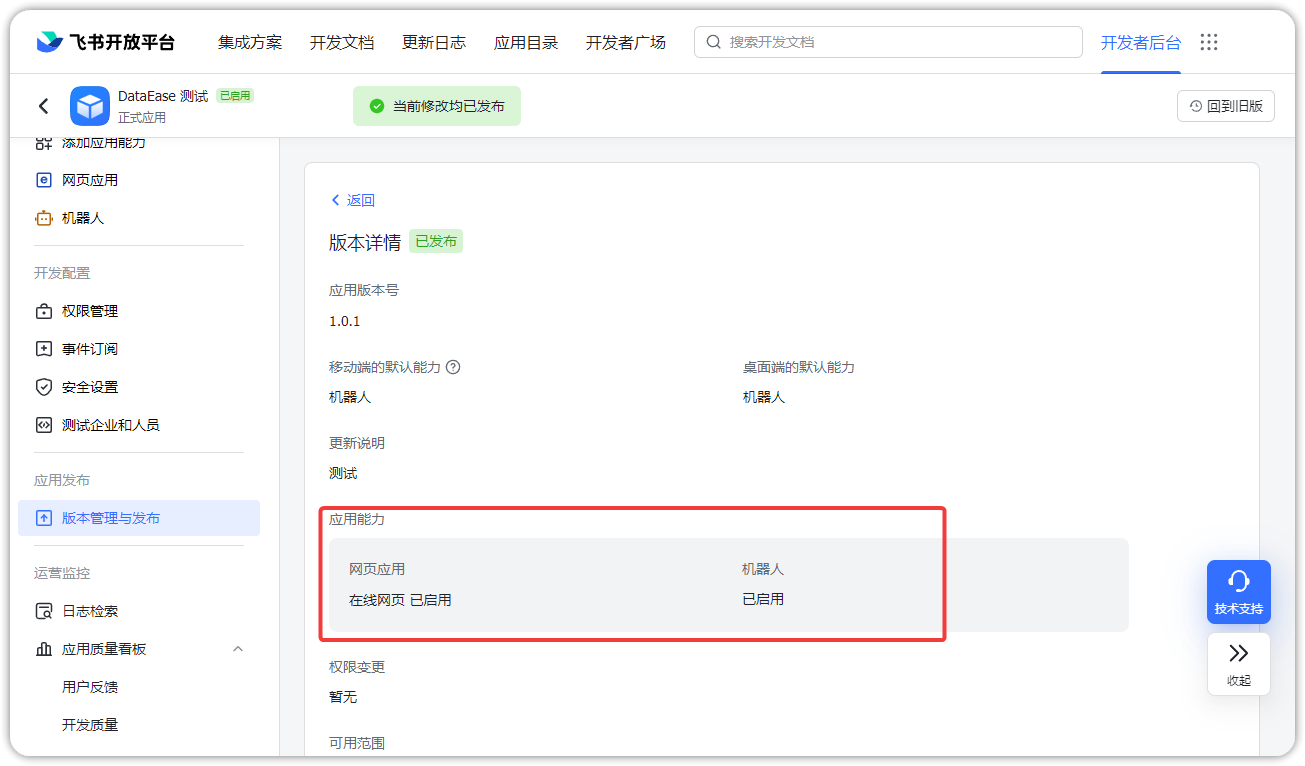 飞书开放平台 集成方案 开发文档 更新日志 应用目录 开发者广场 搜索开发文档 开发者后台
DataEase 测试 已启用
正式应用
当前修改均已发布
回到旧版
添加应用能力
网页应用
机器人
开发配置
权限管理
事件订阅
安全设置
测试企业和人员
应用发布
版本管理与发布
运营监控
日志检索
应用质量看板
用户反馈
开发质量
返回
版本详情 已发布
应用版本号
1.0.1
移动端的默认能力 桌面端的默认能力
机器人 机器人
更新说明
测试
应用能力
网页应用 机器人
在线网页 已启用 已启用
权限变更
暂无
可用范围
技术支持
收起